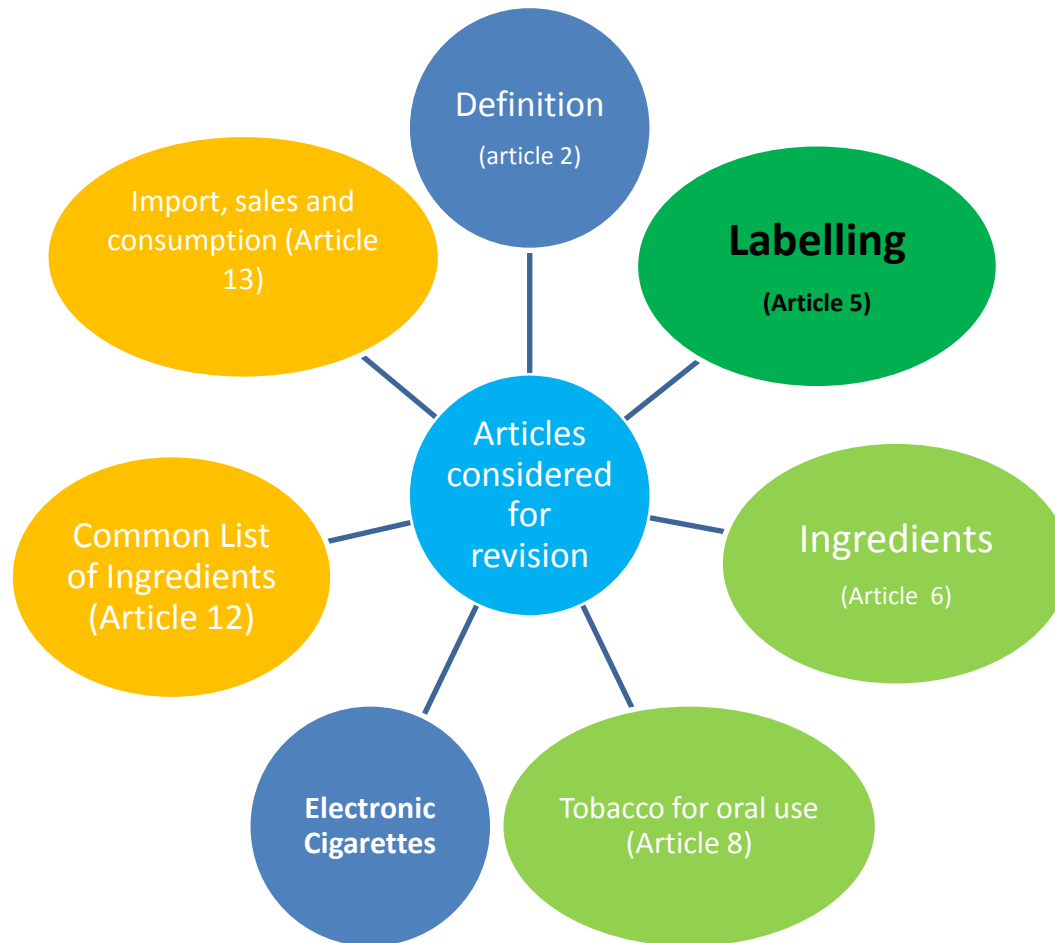 Definition
(article 2)
Import, sales and
consumption (Article
13)
Labelling
(Article 5)
Articles
considered
for
revision
Common List
of Ingredients
(Article 12)
Ingredients
(Article  6)
Electronic
Cigarettes
Tobacco for oral use
(Article 8)